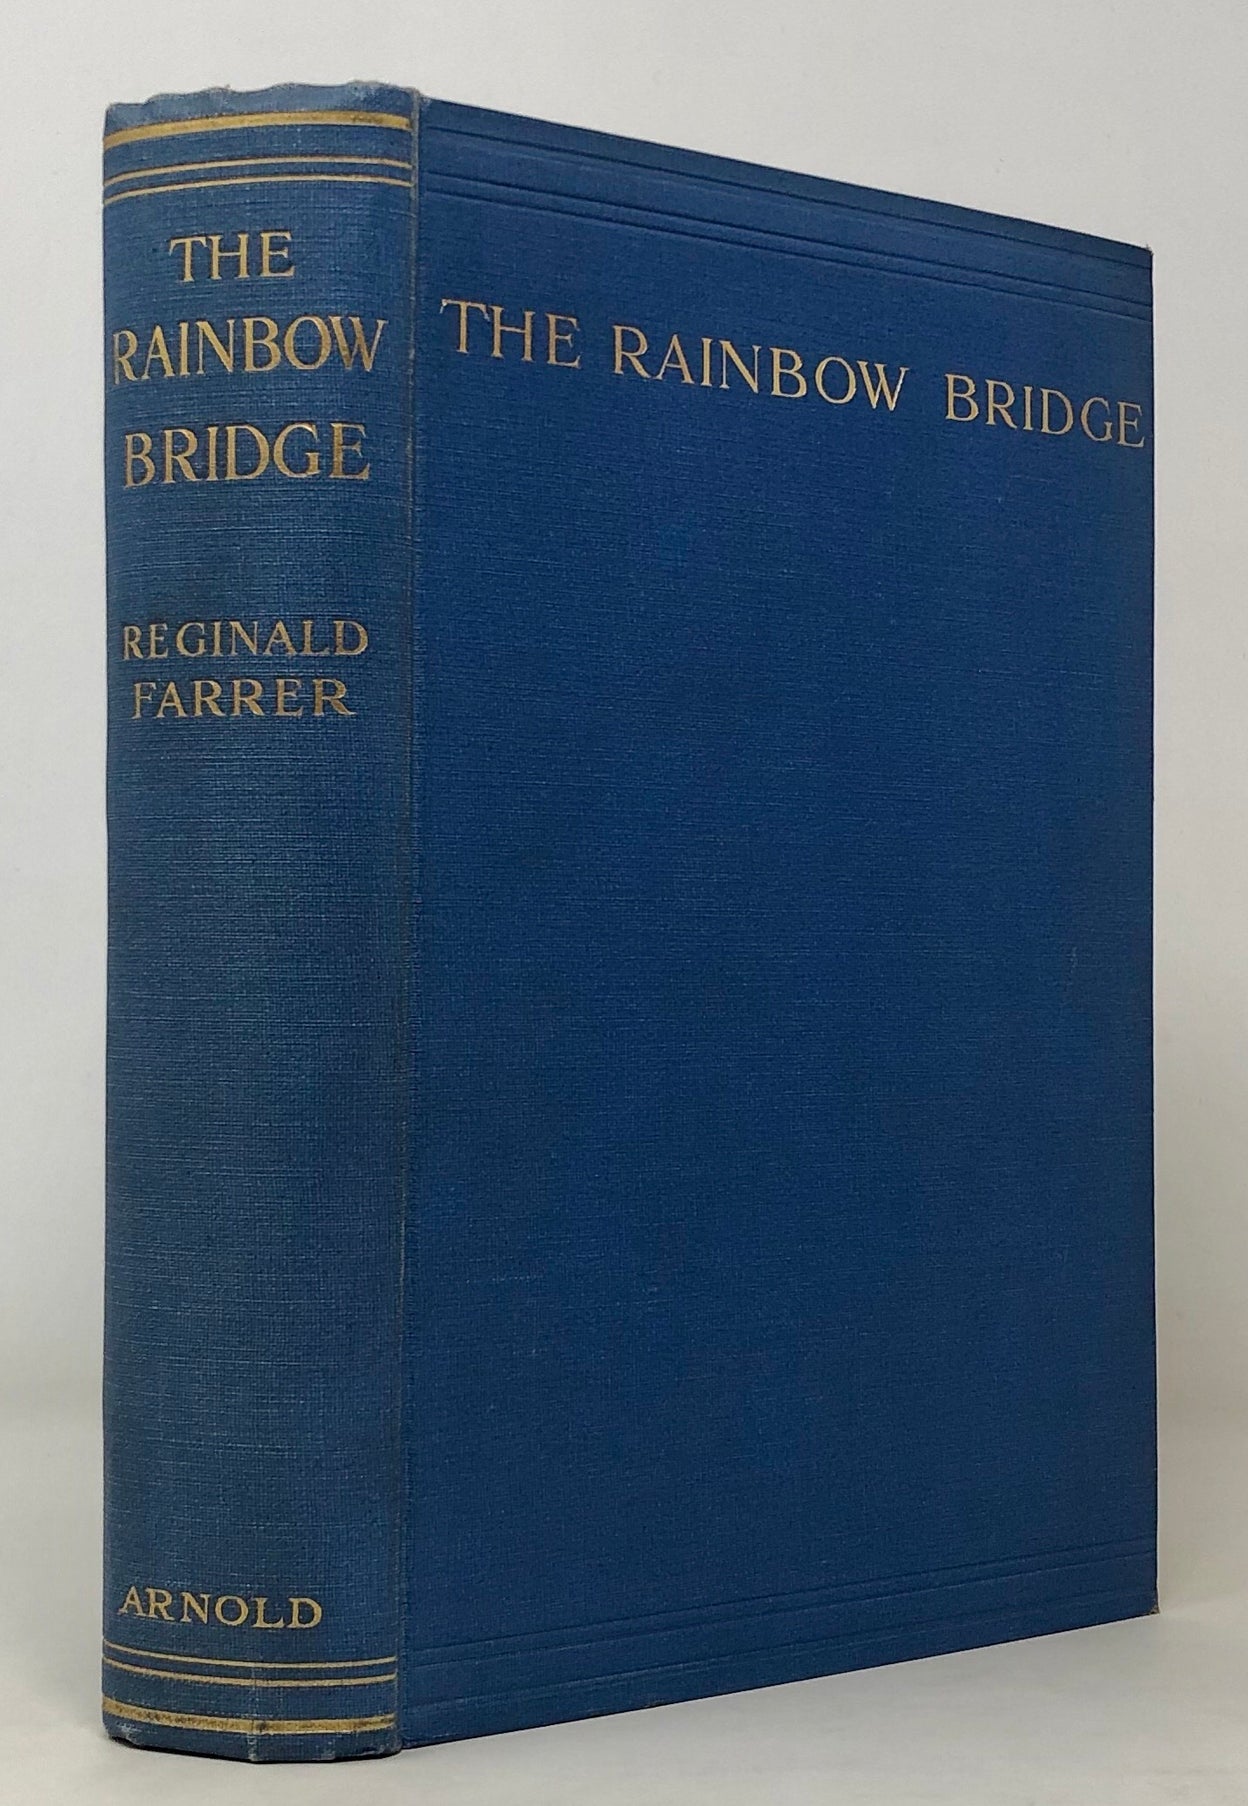 THE
RAINBOW
BRIDGE
REGINALD
FARRER
ARNOLD
THE RAINBOW BRIDGE